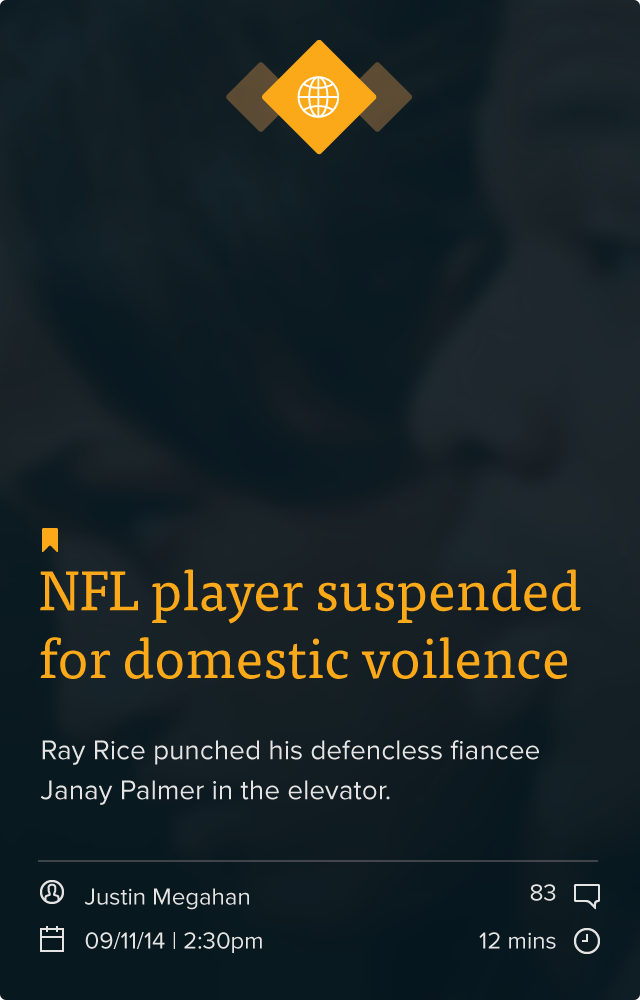 NFL player suspended
for domestic voilence
Ray Rice punched his defencless fiancee
Janay Palmer in the elevator.
Justin Megahan
83
09/11/14 | 2:30pm
12 mins